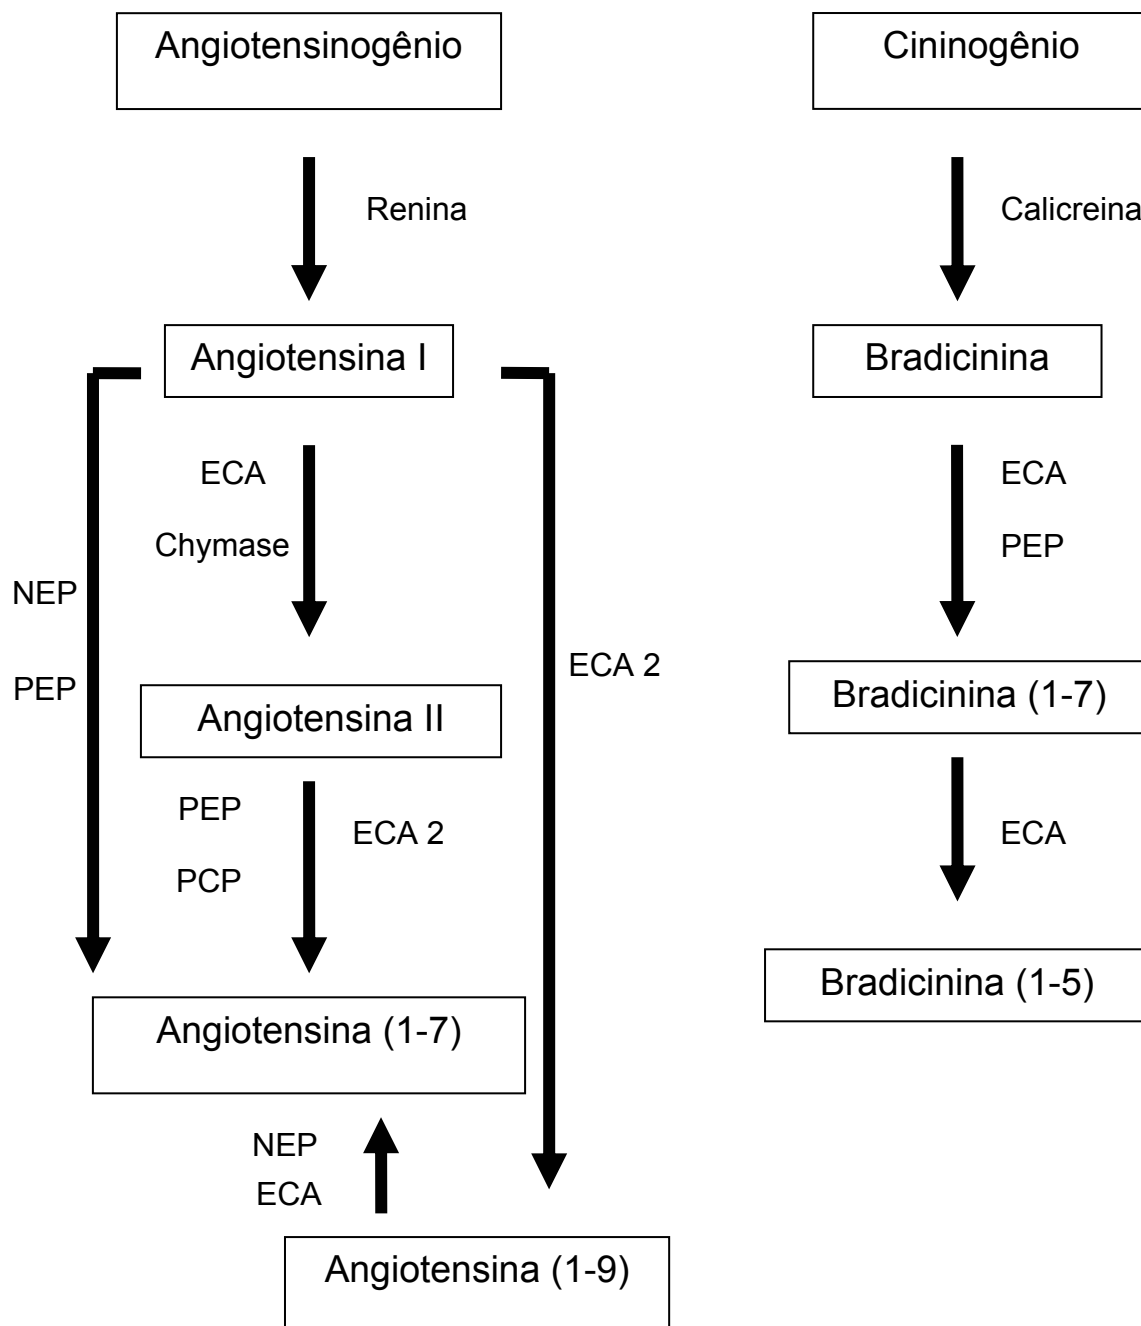 Angiotensinogênio
Cininogênio
Renina
Calicreina
Angiotensina I
Bradicinina
ECA
Chymase
ECA
PEP
NEP
PEP
ECA 2
Angiotensina II
Bradicinina (1-7)
PEP
PCP
ECA 2
ECA
Angiotensina (1-7)
Bradicinina (1-5)
NEP
ECA
Angiotensina (1-9)